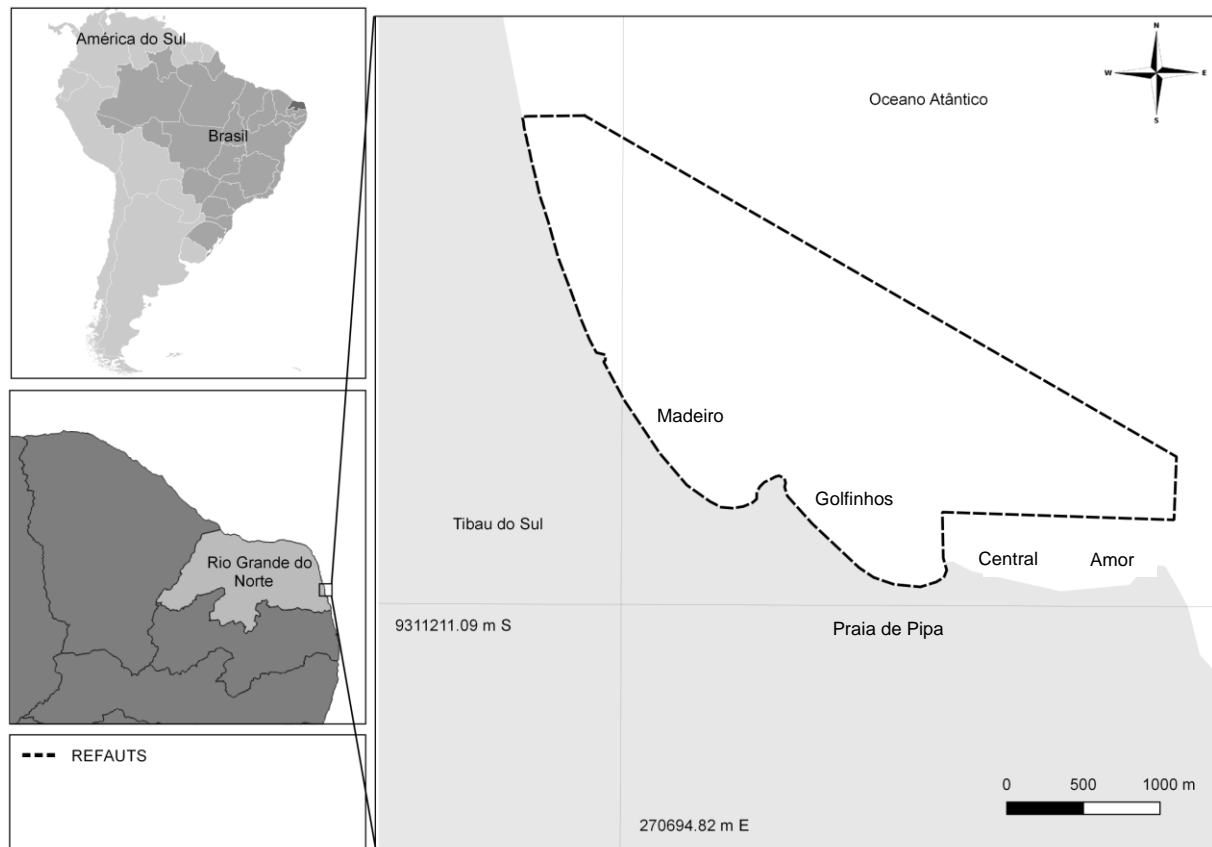 América do Sul
Brasil
Rio Grande do
Norte
REFAUTS
Oceano Atântico
N
W
E
S
Madeiro
Golfinhos
Tibau do Sul
Central
Amor
9311211.09 m S
Praia de Pipa
0 500 1000 m
270694.82 m E